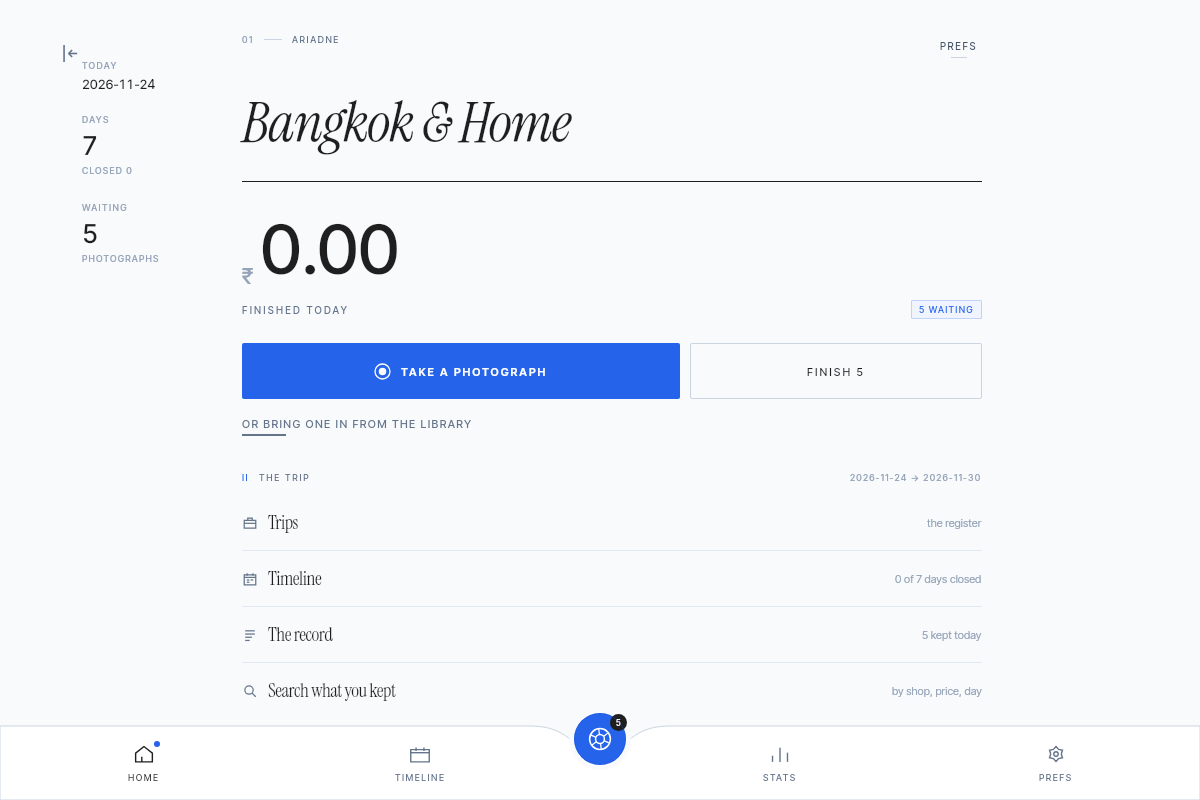 01 ARIADNE
PREFS
TODAY
2026-11-24
DAYS
7
CLOSED 0
WAITING
5
PHOTOGRAPHS
Bangkok & Home
₹ 0.00
FINISHED TODAY
5 WAITING
TAKE A PHOTOGRAPH
FINISH 5
OR BRING ONE IN FROM THE LIBRARY
II THE TRIP
2026-11-24 → 2026-11-30
Trips
the register
Timeline
0 of 7 days closed
The record
5 kept today
Search what you kept
by shop, price, day
HOME
TIMELINE
5
STATS
PREFS